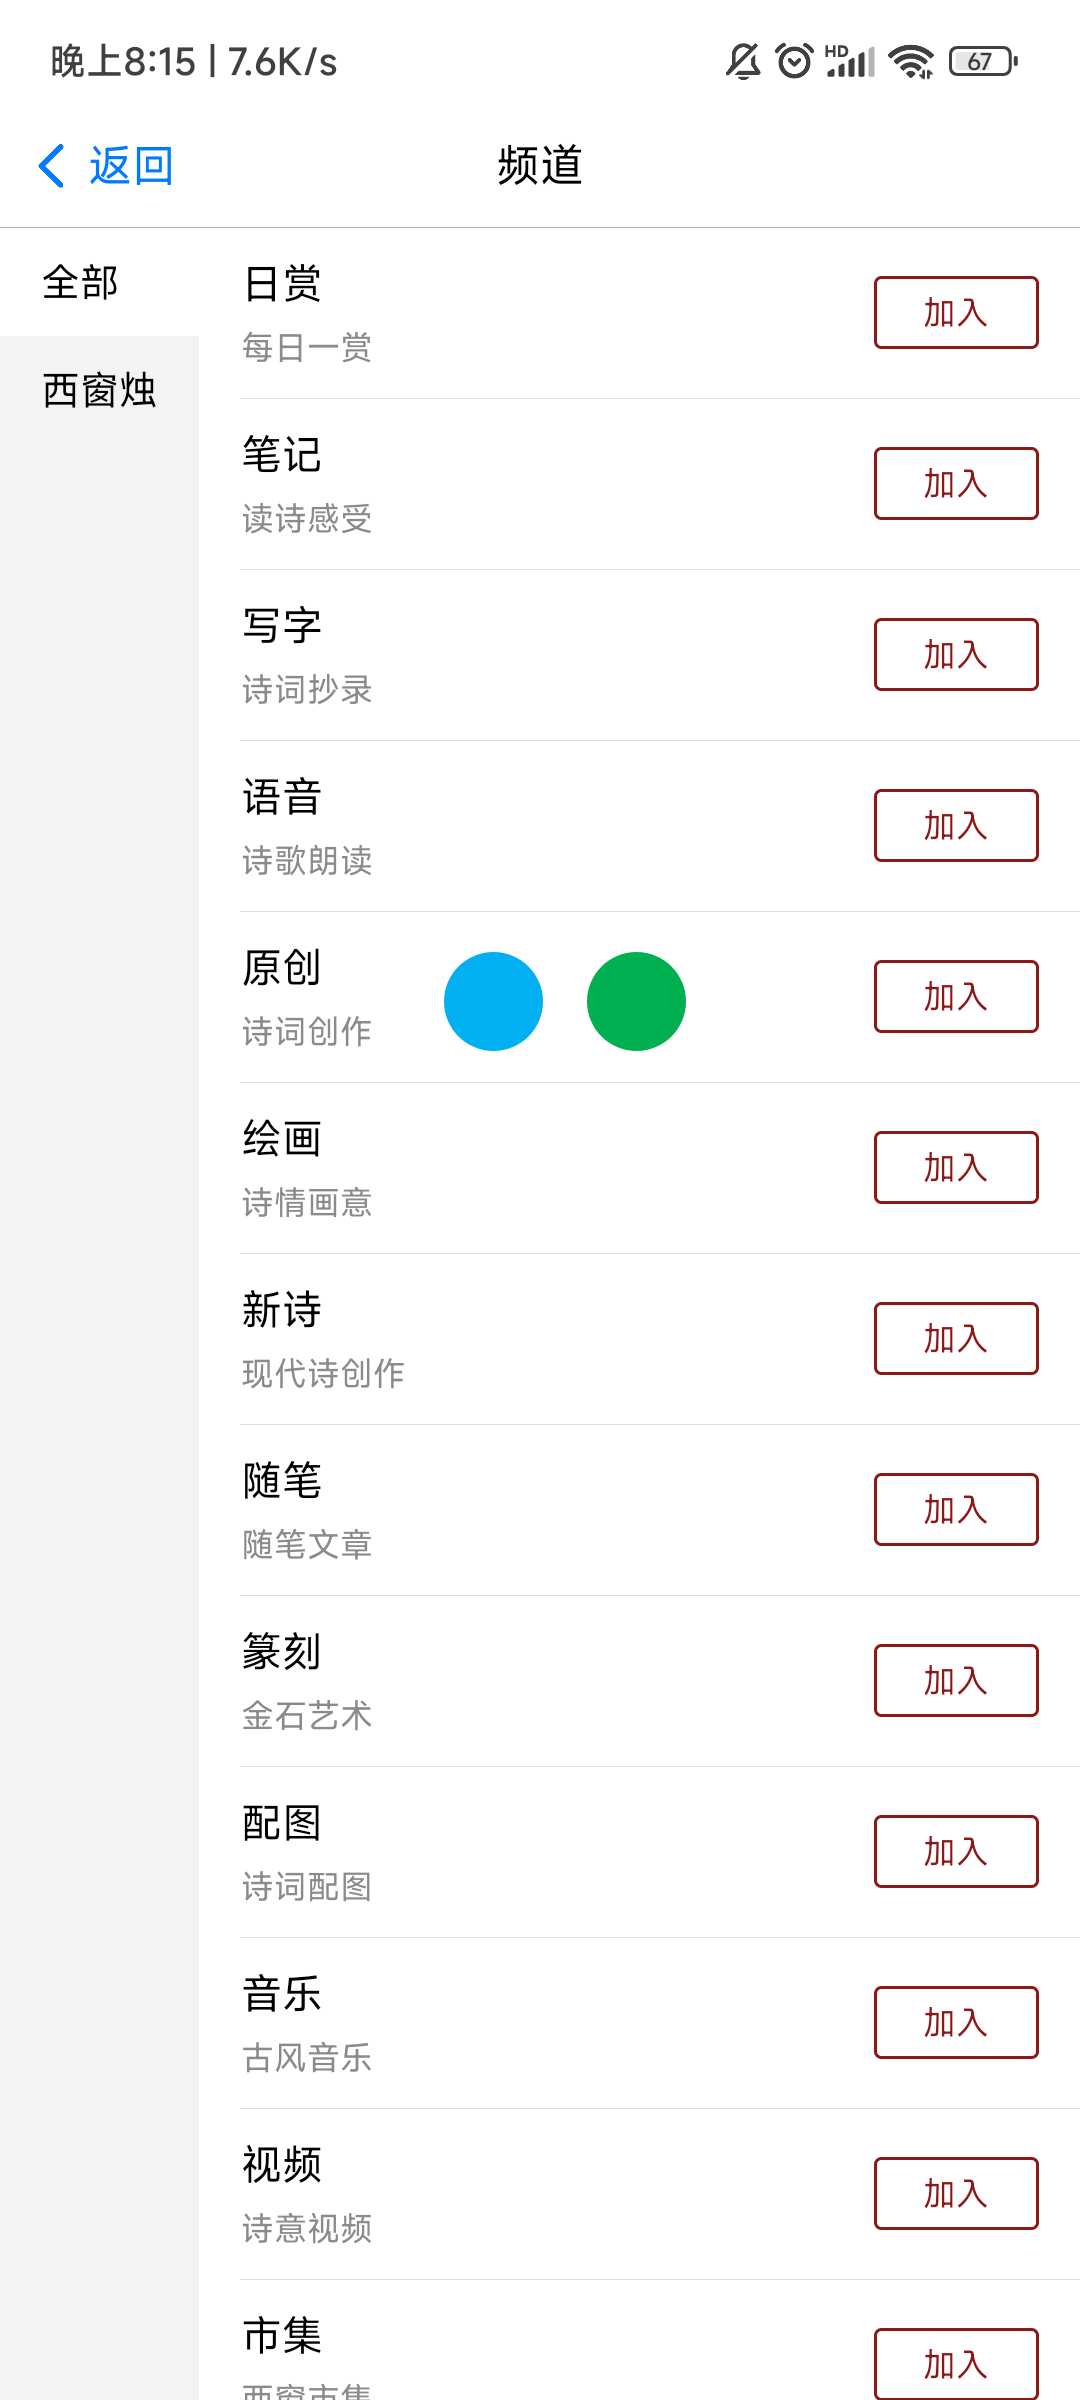 晚上8:15 | 7.6K/s HD 67
返回 频道
全部
西窗烛
日赏
每日一赏
加入
笔记
读诗感受
加入
写字
诗词抄录
加入
语音
诗歌朗读
加入
原创
诗词创作
加入
绘画
诗情画意
加入
新诗
现代诗创作
加入
随笔
随笔文章
加入
篆刻
金石艺术
加入
配图
诗词配图
加入
音乐
古风音乐
加入
视频
诗意视频
加入
市集
西窗市集
加入